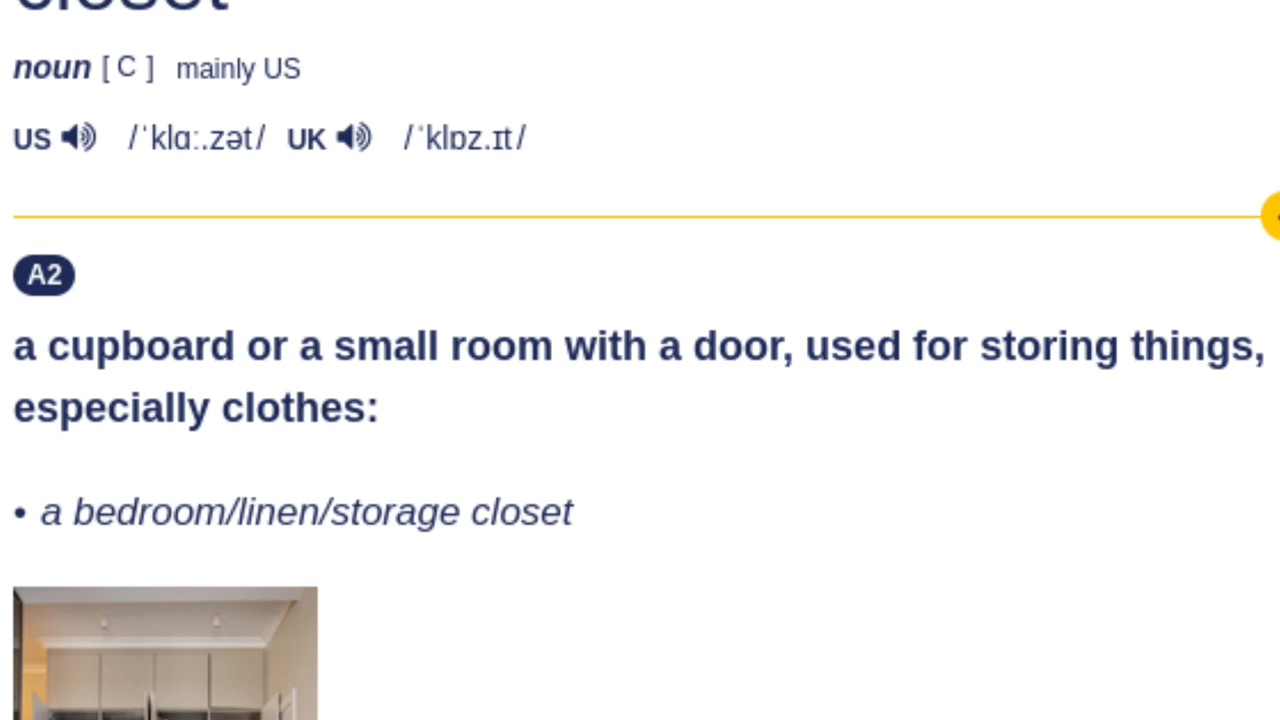 closet
noun [ C ] mainly US
US /ˈklɑː.zət/ UK /ˈklɒz.ɪt/
A2
a cupboard or a small room with a door, used for storing things,
especially clothes:
• a bedroom/linen/storage closet